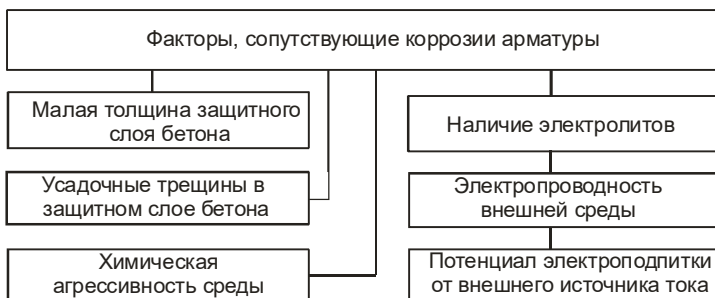 Факторы, сопутствующие коррозии арматуры
Малая толщина защитного
слоя бетона
Усадочные трещины в
защитном слое бетона
Химическая
агрессивность среды
Наличие электролитов
Электропроводность
внешней среды
Потенциал электроподпитки
от внешнего источника тока